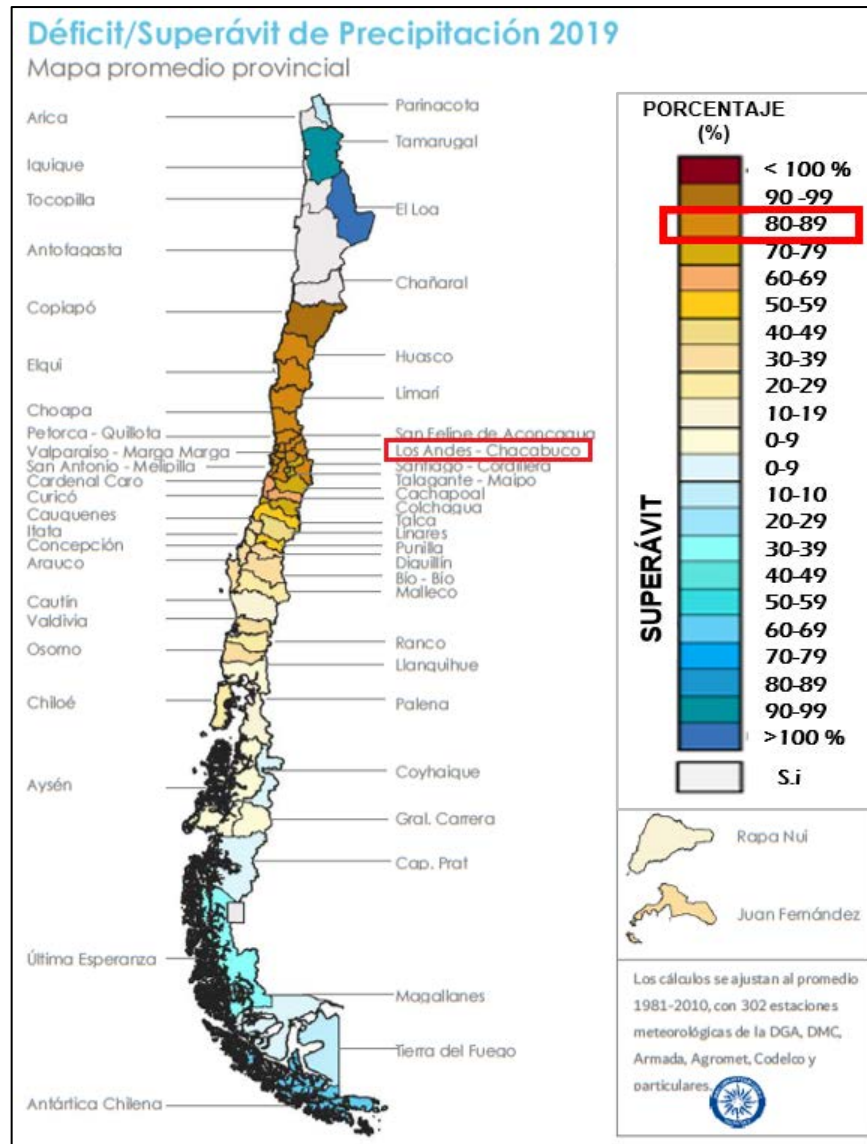 Déficit/Superávit de Precipitación 2019
Mapa promedio provincial
Arica
Iquique
Tocopilla
Antofagasta
Copiapó
Elqui
Choapa
Petorca - Quillota
Valparaíso - Marga Marga
San Antonio - Melipilla
Cardenal Caro
Curicó
Cauquenes
Itata
Concepción
Arauco
Cautín
Valdivia
Osorno
Chiloé
Aysén
Última Esperanza
Antártica Chilena
Parinacota
Tamarugal
El Loa
Chañaral
Huasco
Limarí
San Felipe de Aconcagua
Los Andes - Chacabuco
Santiago - Cordillera
Talagante - Maipo
Cachapoal
Colchagua
Talca
Linares
Punilla
Diguillín
Bío - Bío
Malleco
Ranco
Llanquihue
Palena
Coyhaique
Gral. Carrera
Cap. Prat
Magallanes
Tierra del Fuego
PORCENTAJE
(%)
< 100 %
90 -99
80-89
70-79
60-69
50-59
40-49
30-39
20-29
10-19
0-9
0-9
10-10
20-29
30-39
40-49
50-59
60-69
70-79
80-89
90-99
>100 %
S.i
SUPERÁVIT
Rapa Nui
Juan Fernández
Los cálculos se ajustan al promedio
1981-2010, con 302 estaciones
meteorológicas de la DGA, DMC,
Armada, Agromet, Codelco y
particulares.